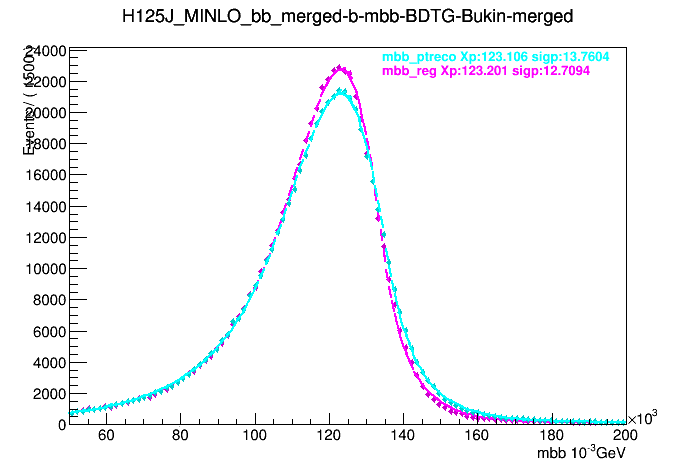 H125J_MINLO_bb_merged-b-mbb-BDTG-Bukin-merged
mbb_ptreco Xp:123.106 sigp:13.7604
mbb_reg Xp:123.201 sigp:12.7094
Events / ( 1500 )
24000
22000
20000
18000
16000
14000
12000
10000
8000
6000
4000
2000
0
60 80 100 120 140 160 180 200
×10³
mbb 10⁻³GeV